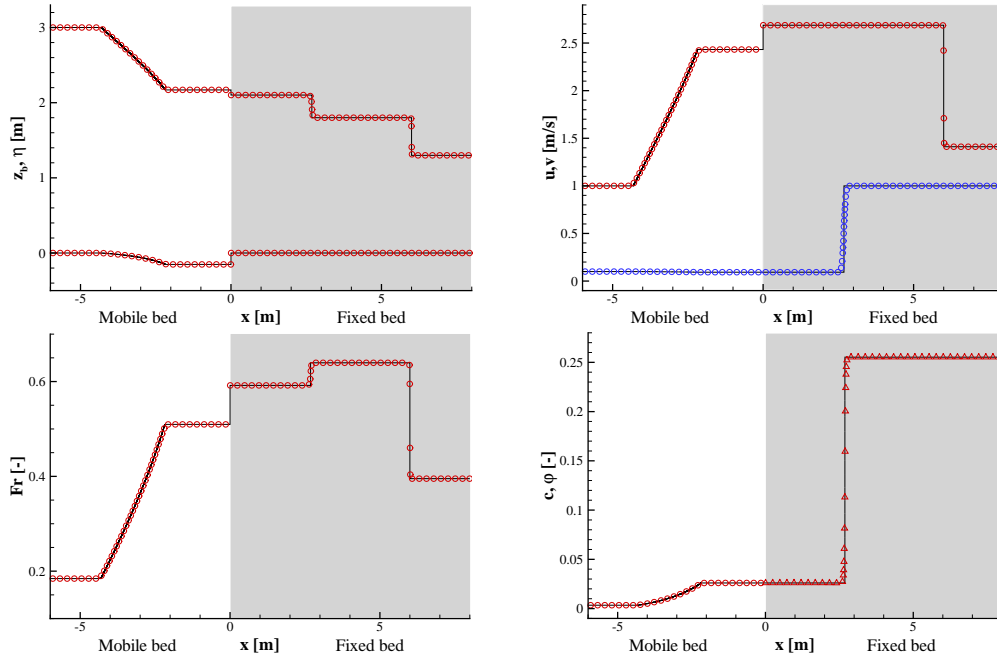 z_b, η [m]
3
2
1
0
-5
0
5
Mobile bed
x [m]
Fixed bed
u,v [m/s]
2.5
2
1.5
1
0.5
0
-5
0
5
Mobile bed
x [m]
Fixed bed
Fr [-]
0.6
0.4
0.2
-5
0
5
Mobile bed
x [m]
Fixed bed
c, φ [-]
0.25
0.2
0.15
0.1
0.05
0
-5
0
5
Mobile bed
x [m]
Fixed bed